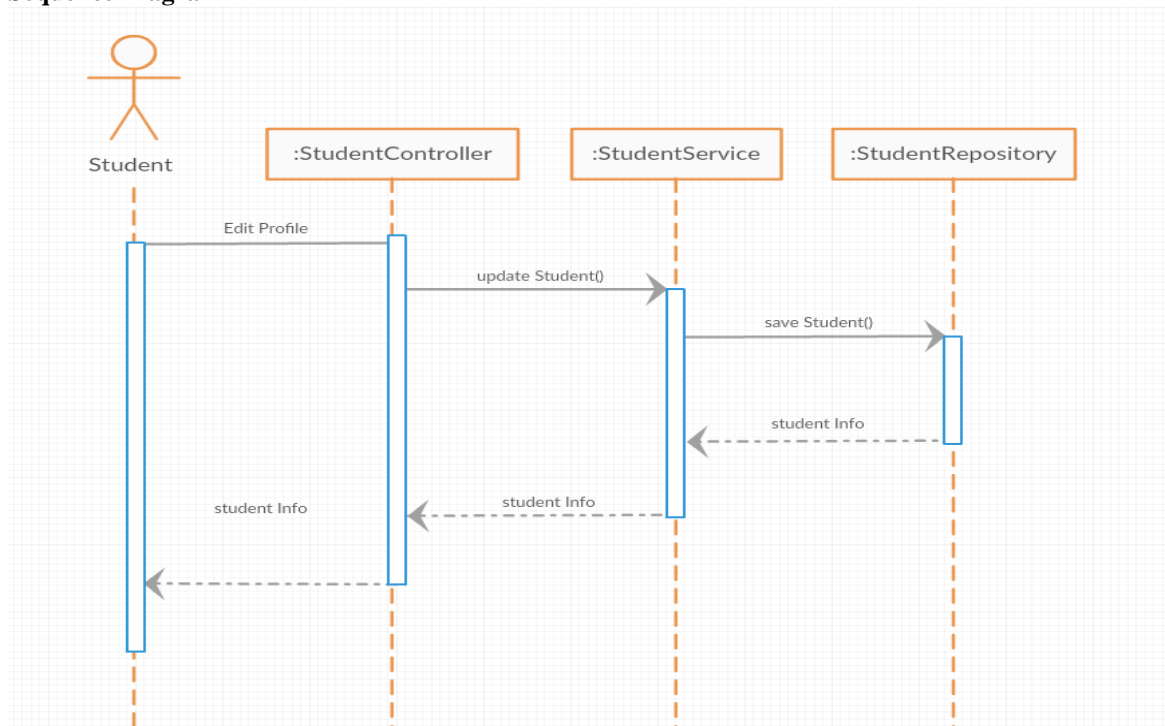 Student
:StudentController
:StudentService
:StudentRepository
Edit Profile
update Student()
save Student()
student Info
student Info
student Info